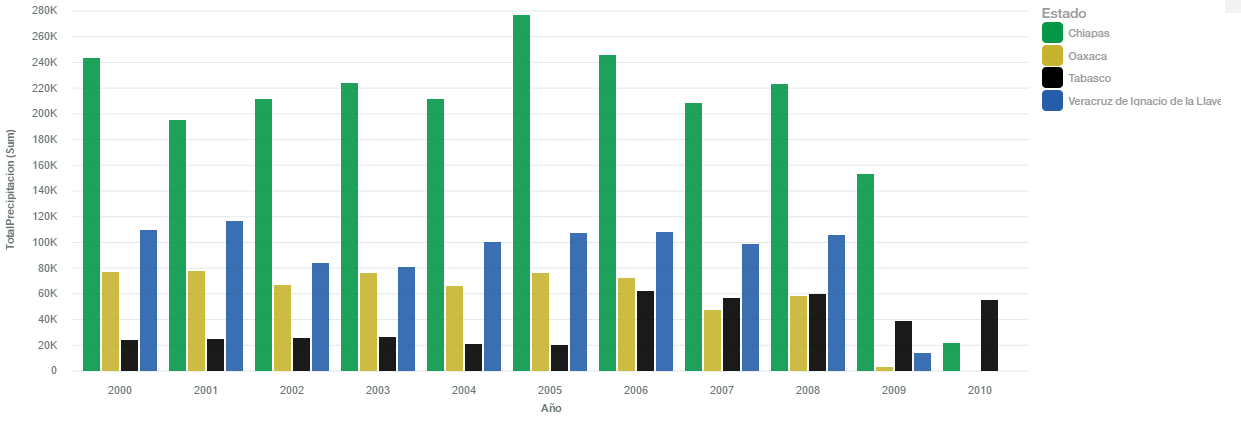 280K
260K
240K
220K
200K
180K
160K
140K
120K
100K
80K
60K
40K
20K
0
TotalPrecipitacion (Sum)
2000 2001 2002 2003 2004 2005 2006 2007 2008 2009 2010
Año
Estado
Chiapas
Oaxaca
Tabasco
Veracruz de Ignacio de la Llave